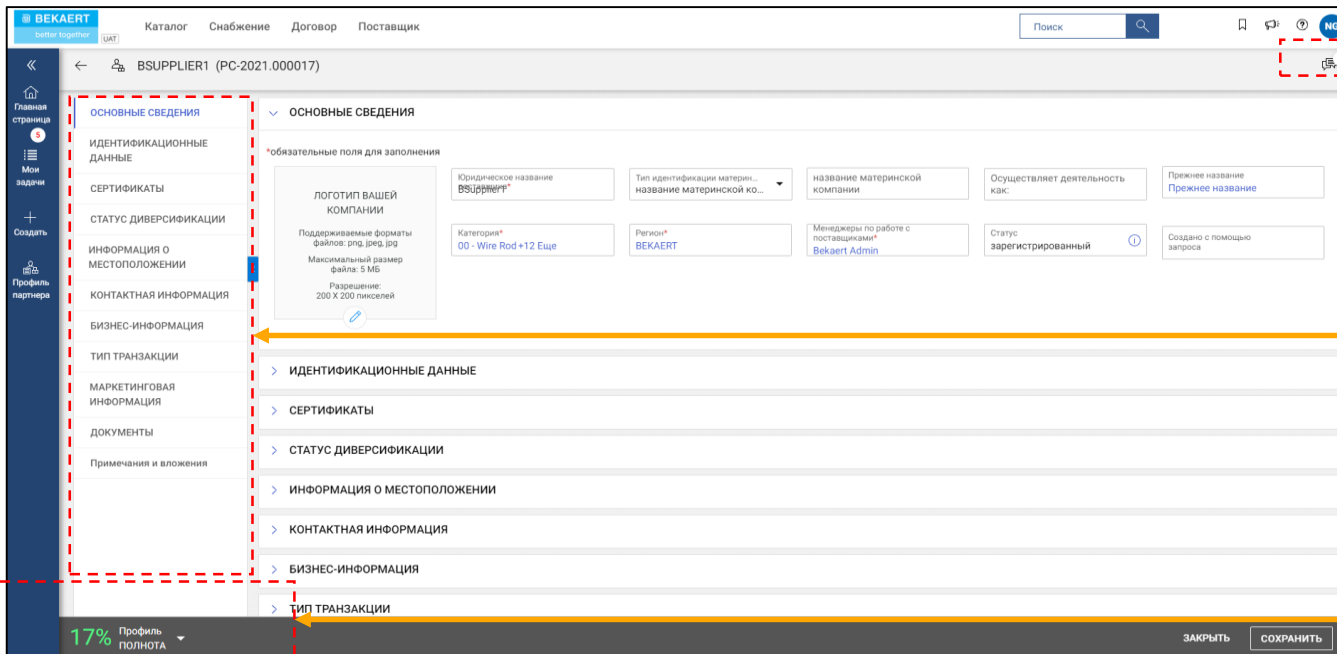 BEKAERT
better together
UAT
Каталог Снабжение Договор Поставщик
Поиск
NG
BSUPPLIER1 (PC-2021.000017)
Главная
страница
5
Мои
задачи
Создать
Профиль
партнера
ОСНОВНЫЕ СВЕДЕНИЯ
ИДЕНТИФИКАЦИОННЫЕ
ДАННЫЕ
СЕРТИФИКАТЫ
СТАТУС ДИВЕРСИФИКАЦИИ
ИНФОРМАЦИЯ О
МЕСТОПОЛОЖЕНИИ
КОНТАКТНАЯ ИНФОРМАЦИЯ
БИЗНЕС-ИНФОРМАЦИЯ
ТИП ТРАНЗАКЦИИ
МАРКЕТИНГОВАЯ
ИНФОРМАЦИЯ
ДОКУМЕНТЫ
Примечания и вложения
ОСНОВНЫЕ СВЕДЕНИЯ
*обязательные поля для заполнения
ЛОГОТИП ВАШЕЙ
КОМПАНИИ
Поддерживаемые форматы
файлов: png, jpeg, jpg
Максимальный размер
файла: 5 МБ
Разрешение:
200 X 200 пикселей
Юридическое название
поставщика*
BSupplier1
Тип идентификации материн...
название материнской ко...
название материнской
компании
Осуществляет деятельность
как:
Прежнее название
Прежнее название
Категория*
00 - Wire Rod +12 Еще
Регион*
BEKAERT
Менеджеры по работе с
поставщиками*
Bekaert Admin
Статус
зарегистрированный
Создано с помощью
запроса
ИДЕНТИФИКАЦИОННЫЕ ДАННЫЕ
СЕРТИФИКАТЫ
СТАТУС ДИВЕРСИФИКАЦИИ
ИНФОРМАЦИЯ О МЕСТОПОЛОЖЕНИИ
КОНТАКТНАЯ ИНФОРМАЦИЯ
БИЗНЕС-ИНФОРМАЦИЯ
ТИП ТРАНЗАКЦИИ
17% Профиль
ПОЛНОТА
ЗАКРЫТЬ СОХРАНИТЬ